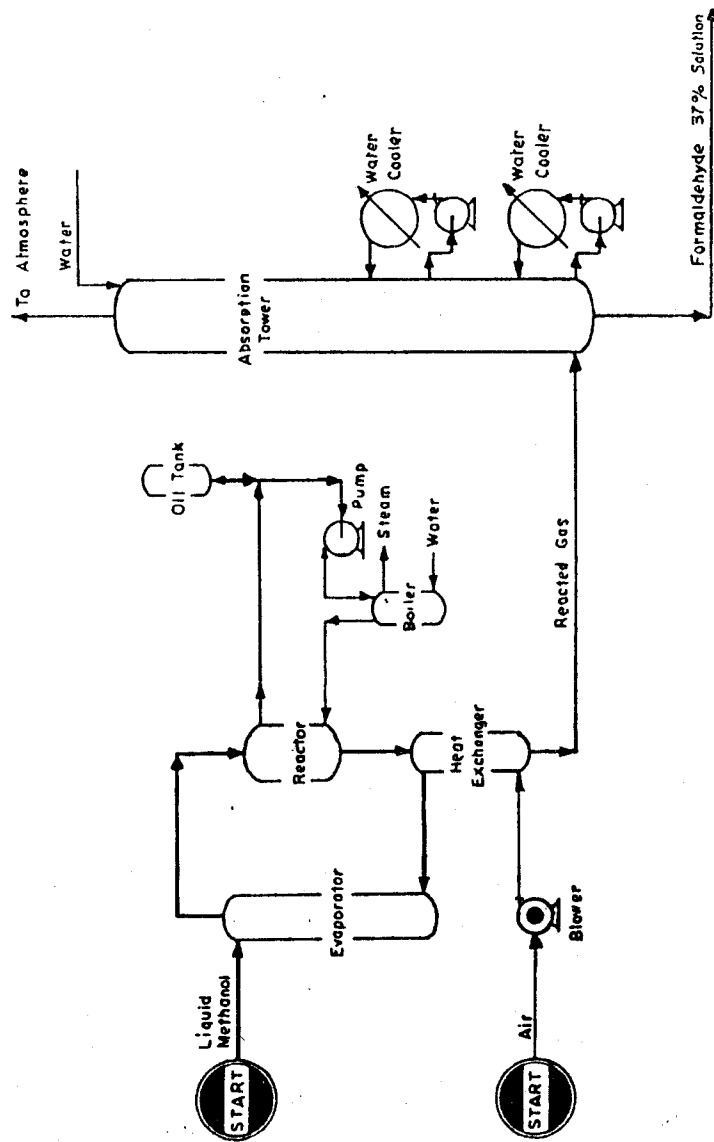 To Atmosphere
Water
Absorption
Tower
Water
Cooler
Water
Cooler
Formaldehyde 37% Solution
Oil Tank
Pump
Steam
Boiler
Water
Reacted Gas
Reactor
Heat
Exchanger
Evaporator
Blower
Liquid
Methanol
Air
START
START